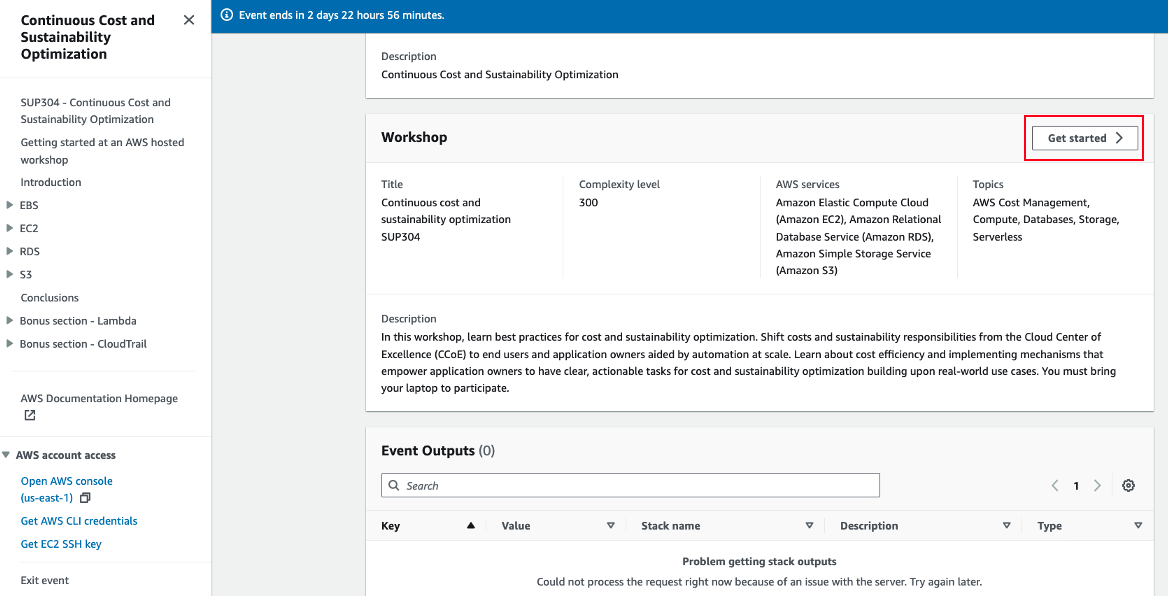 Continuous Cost and
Sustainability
Optimization
SUP304 - Continuous Cost and
Sustainability Optimization
Getting started at an AWS hosted
workshop
Introduction
EBS
EC2
RDS
S3
Conclusions
Bonus section - Lambda
Bonus section - CloudTrail
AWS Documentation Homepage
AWS account access
Open AWS console
(us-east-1)
Get AWS CLI credentials
Get EC2 SSH key
Exit event
Event ends in 2 days 22 hours 56 minutes.
Description
Continuous Cost and Sustainability Optimization
Workshop
Get started
Title
Continuous cost and
sustainability optimization
SUP304
Complexity level
300
AWS services
Amazon Elastic Compute Cloud
(Amazon EC2), Amazon Relational
Database Service (Amazon RDS),
Amazon Simple Storage Service
(Amazon S3)
Topics
AWS Cost Management,
Compute, Databases, Storage,
Serverless
Description
In this workshop, learn best practices for cost and sustainability optimization. Shift costs and sustainability responsibilities from the Cloud Center of
Excellence (CCoE) to end users and application owners aided by automation at scale. Learn about cost efficiency and implementing mechanisms that
empower application owners to have clear, actionable tasks for cost and sustainability optimization building upon real-world use cases. You must bring
your laptop to participate.
Event Outputs (0)
Search
1
Key Value Stack name Description Type
Problem getting stack outputs
Could not process the request right now because of an issue with the server. Try again later.